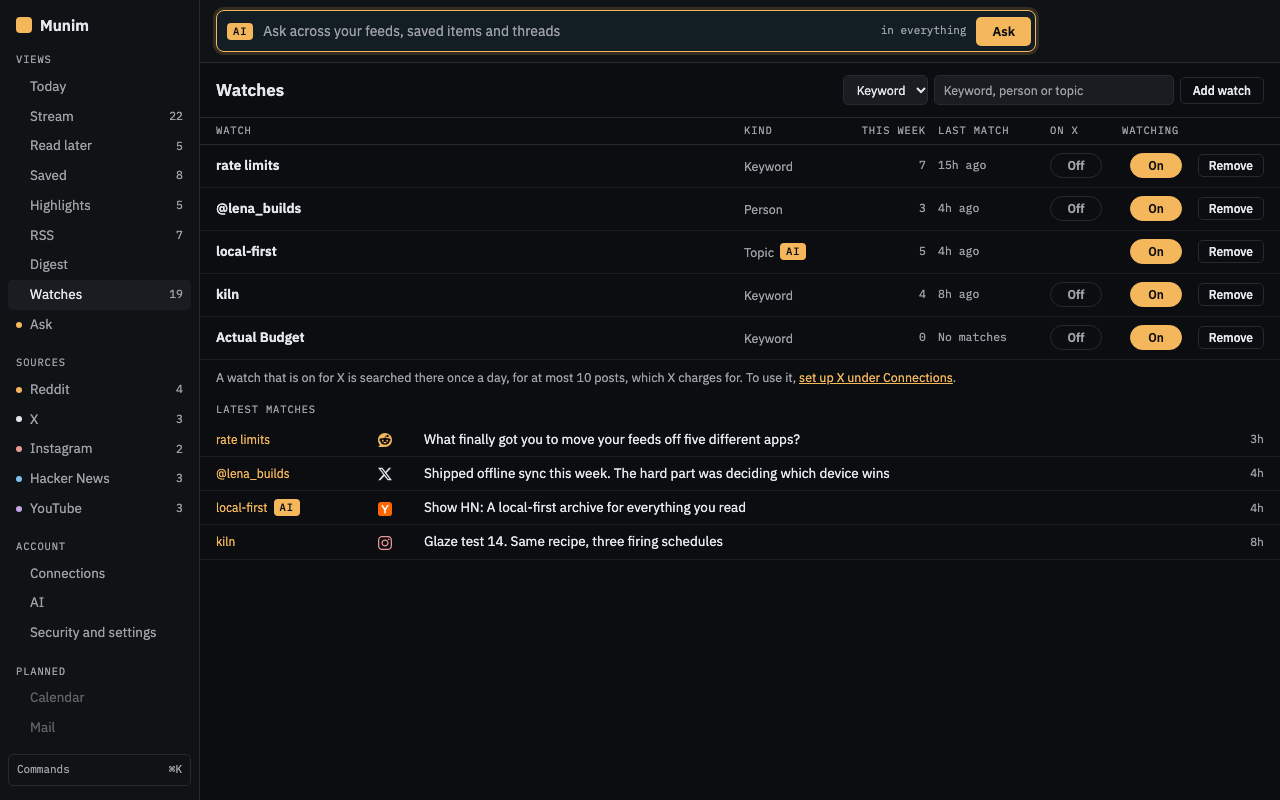 Munim
VIEWS
Today
Stream 22
Read later 5
Saved 8
Highlights 5
RSS 7
Digest
Watches 19
Ask
SOURCES
Reddit 4
X 3
Instagram 2
Hacker News 3
YouTube 3
ACCOUNT
Connections
AI
Security and settings
PLANNED
Calendar
Mail
Commands ⌘K
AI Ask across your feeds, saved items and threads in everything Ask
Watches Keyword Keyword, person or topic Add watch
WATCH KIND THIS WEEK LAST MATCH ON X WATCHING
rate limits Keyword 7 15h ago Off On Remove
@lena_builds Person 3 4h ago Off On Remove
local-first Topic AI 5 4h ago On Remove
kiln Keyword 4 8h ago Off On Remove
Actual Budget Keyword 0 No matches Off On Remove
A watch that is on for X is searched there once a day, for at most 10 posts, which X charges for. To use it, set up X under Connections.
LATEST MATCHES
rate limits What finally got you to move your feeds off five different apps? 3h
@lena_builds X Shipped offline sync this week. The hard part was deciding which device wins 4h
local-first AI Y Show HN: A local-first archive for everything you read 4h
kiln Glaze test 14. Same recipe, three firing schedules 8h